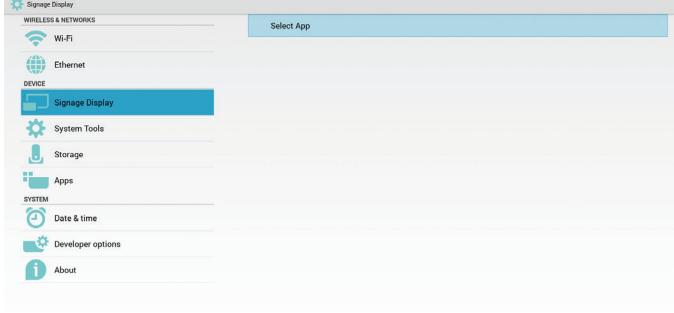 Signage Display
WIRELESS & NETWORKS
Wi-Fi
Ethernet
DEVICE
Signage Display
System Tools
Storage
Apps
SYSTEM
Date & time
Developer options
About
Select App